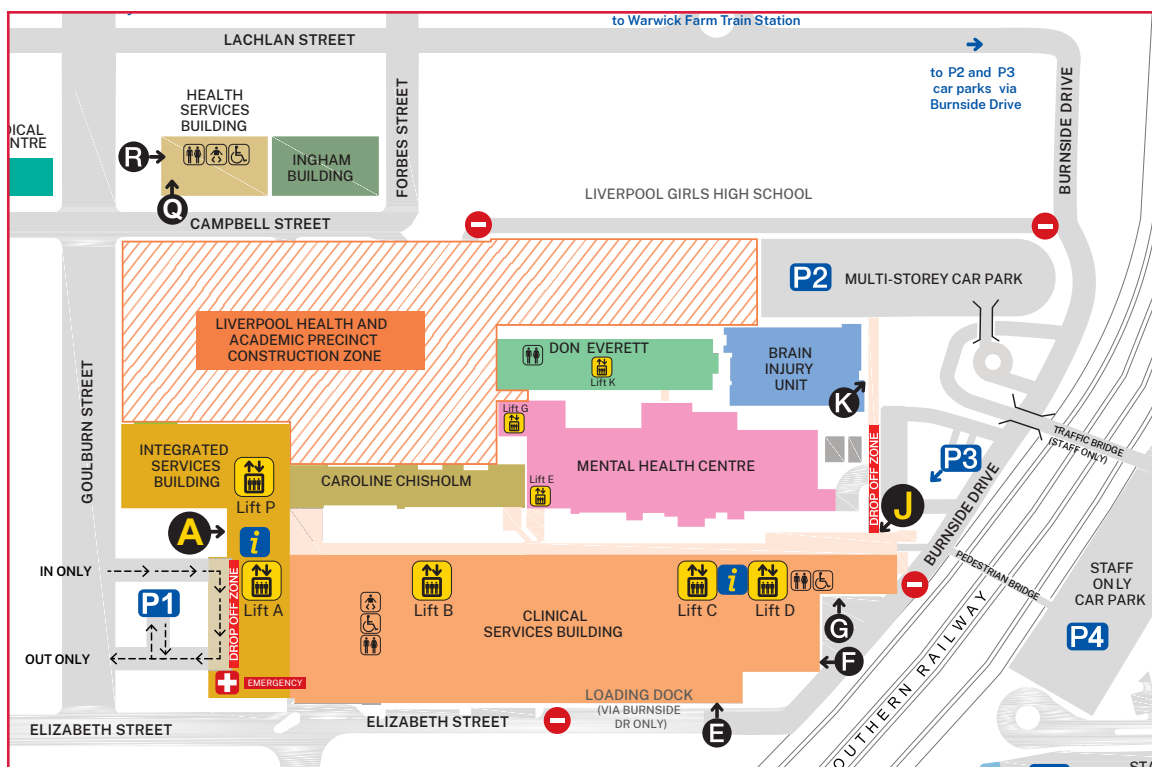 to Warwick Farm Train Station
LACHLAN STREET
to P2 and P3
car parks via
Burnside Drive
BURNSIDE DRIVE
FORBES STREET
HEALTH
SERVICES
BUILDING
R
Q
INGHAM
BUILDING
DICAL
NTRE
CAMPBELL STREET
LIVERPOOL GIRLS HIGH SCHOOL
P2
MULTI-STOREY CAR PARK
LIVERPOOL HEALTH AND
ACADEMIC PRECINCT
CONSTRUCTION ZONE
DON EVERETT
Lift K
BRAIN
INJURY
UNIT
K
GOULBURN STREET
Lift G
MENTAL HEALTH CENTRE
Lift E
INTEGRATED
SERVICES
BUILDING
Lift P
CAROLINE CHISHOLM
DROP OFF ZONE
J
P3
TRAFFIC BRIDGE
(STAFF ONLY)
BURNSIDE DRIVE
A
i
IN ONLY
P1
OUT ONLY
DROP OFF ZONE
Lift A
Lift B
Lift C
i
Lift D
CLINICAL
SERVICES BUILDING
G
F
PEDESTRIAN BRIDGE
STAFF
ONLY
CAR PARK
P4
EMERGENCY
LOADING DOCK
(VIA BURNSIDE
DR ONLY)
E
ELIZABETH STREET
ELIZABETH STREET
OUTHERN RAILWAY
STA